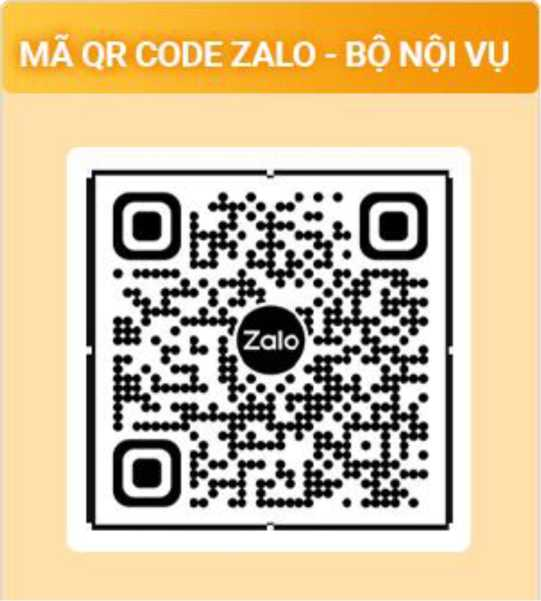 MÃ QR CODE ZALO - BỘ NỘI VỤ
Zalo